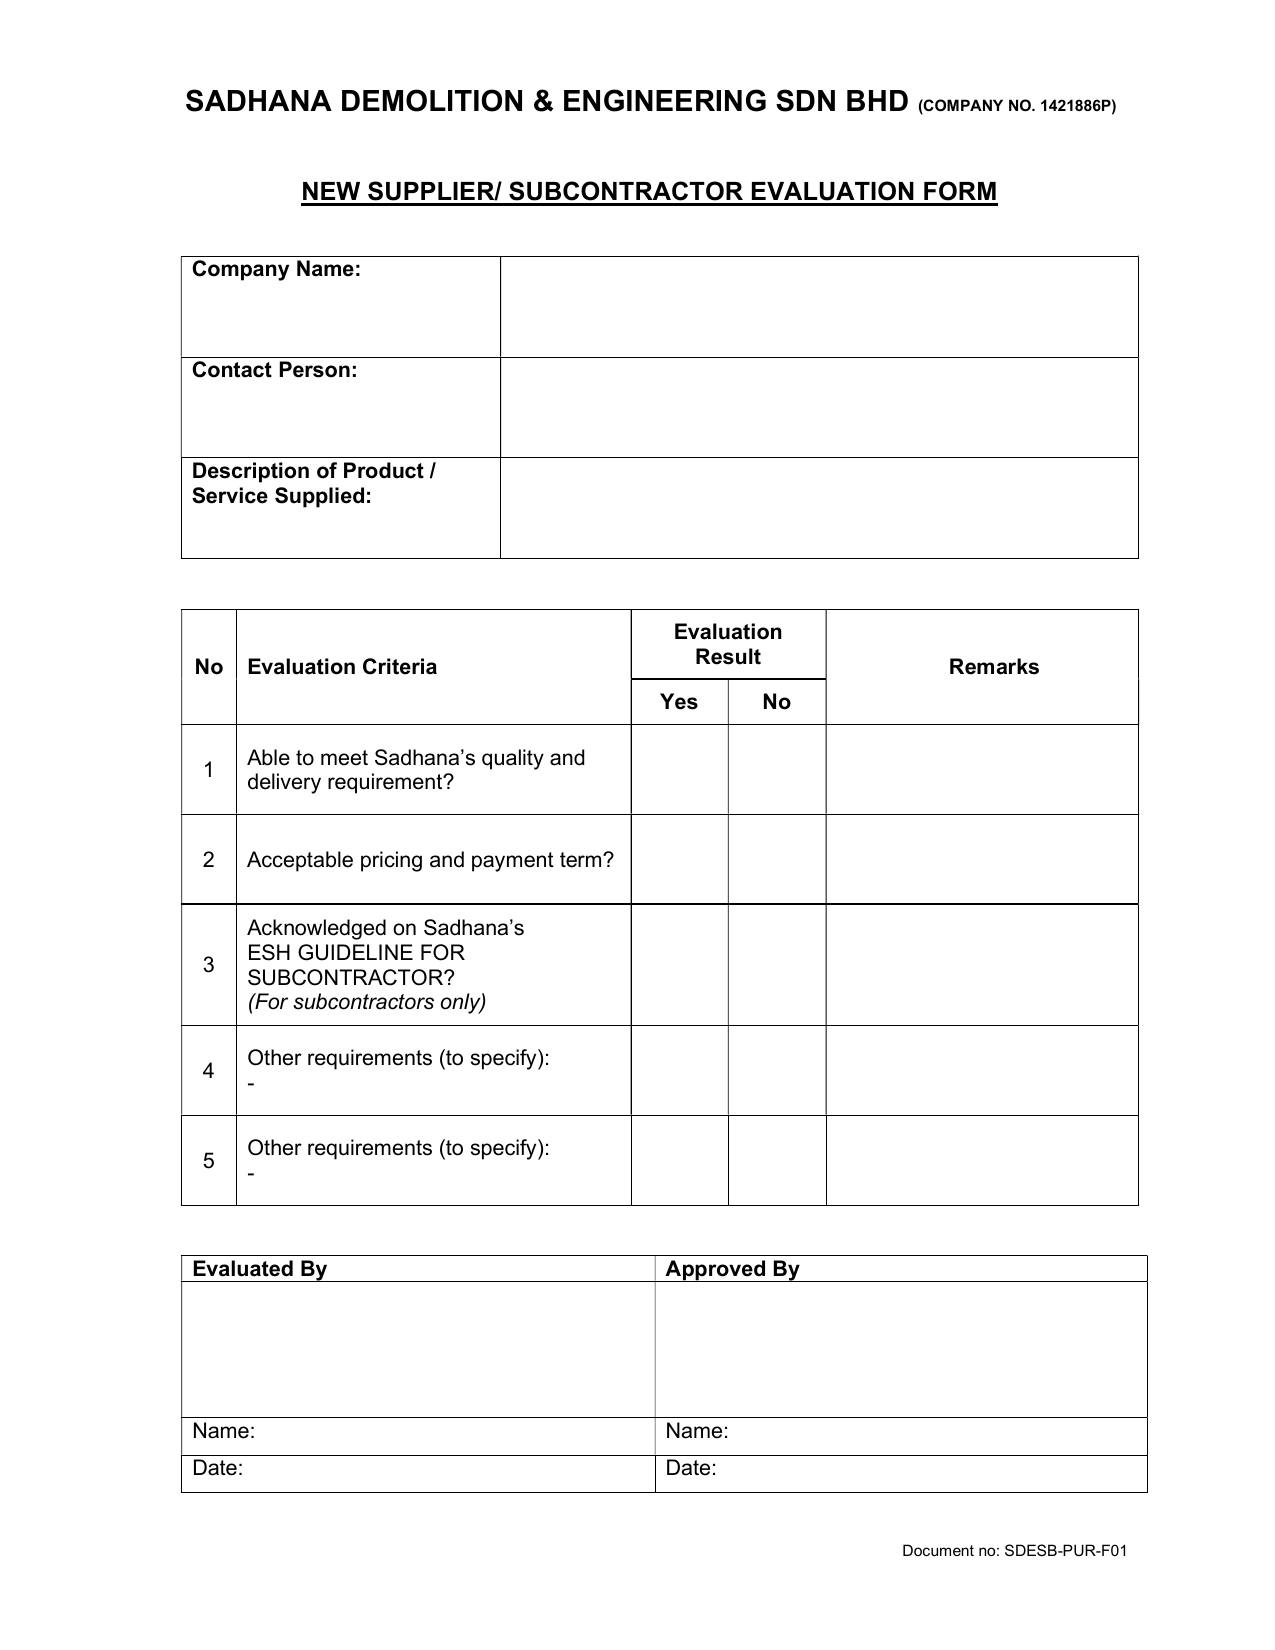 SADHANA DEMOLITION & ENGINEERING SDN BHD (COMPANY NO. 1421886P)
NEW SUPPLIER/ SUBCONTRACTOR EVALUATION FORM
Company Name:
Contact Person:
Description of Product /
Service Supplied:
No
Evaluation Criteria
Evaluation
Result
Remarks
Yes
No
1
Able to meet Sadhana’s quality and
delivery requirement?
2
Acceptable pricing and payment term?
3
Acknowledged on Sadhana’s
ESH GUIDELINE FOR
SUBCONTRACTOR?
(For subcontractors only)
4
Other requirements (to specify):
-
5
Other requirements (to specify):
-
Evaluated By
Approved By
Name:
Name:
Date:
Date:
Document no: SDESB-PUR-F01